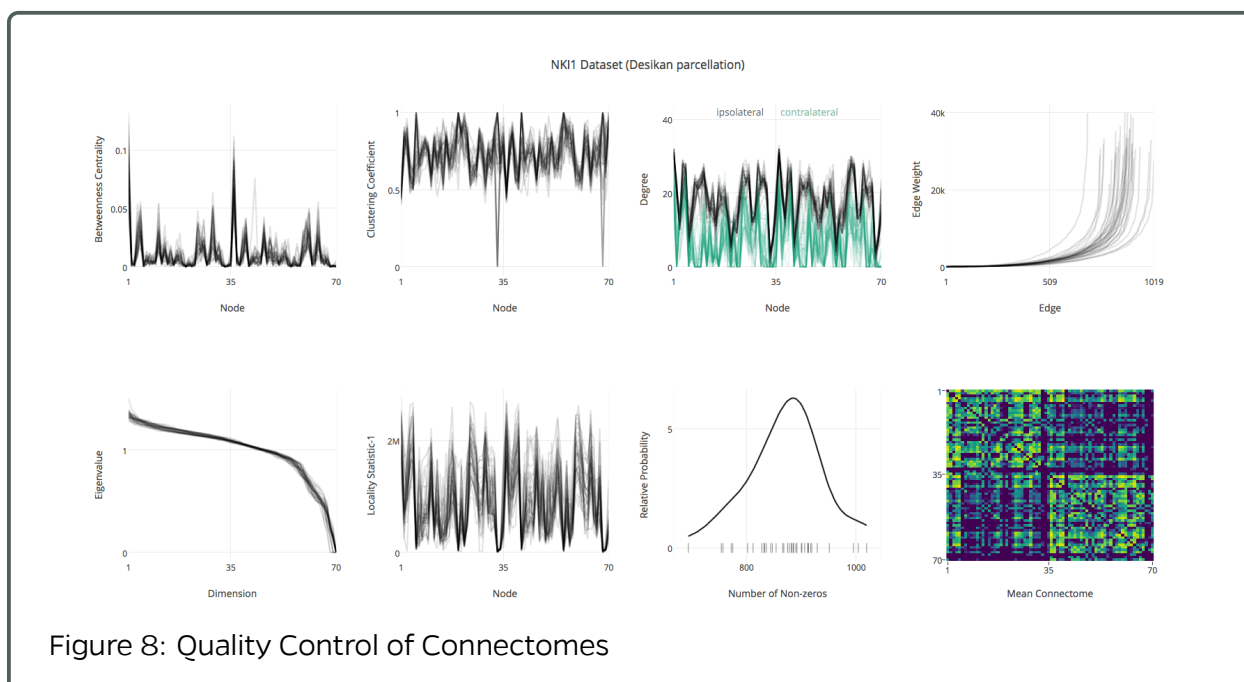 NKI1 Dataset (Desikan parcellation)
Betweenness Centrality
0.1
0.05
0
1
35
70
Node
Clustering Coefficient
1
0.5
0
1
35
70
Node
ipsolateral
contralateral
Degree
40
20
0
1
35
70
Node
Edge Weight
40k
20k
0
1
509
1019
Edge
Eigenvalue
1
0
1
35
70
Dimension
Locality Statistic-1
2M
0
1
35
70
Node
Relative Probability
5
0
800
1000
Number of Non-zeros
1
35
70
1
35
70
Mean Connectome
Figure 8: Quality Control of Connectomes